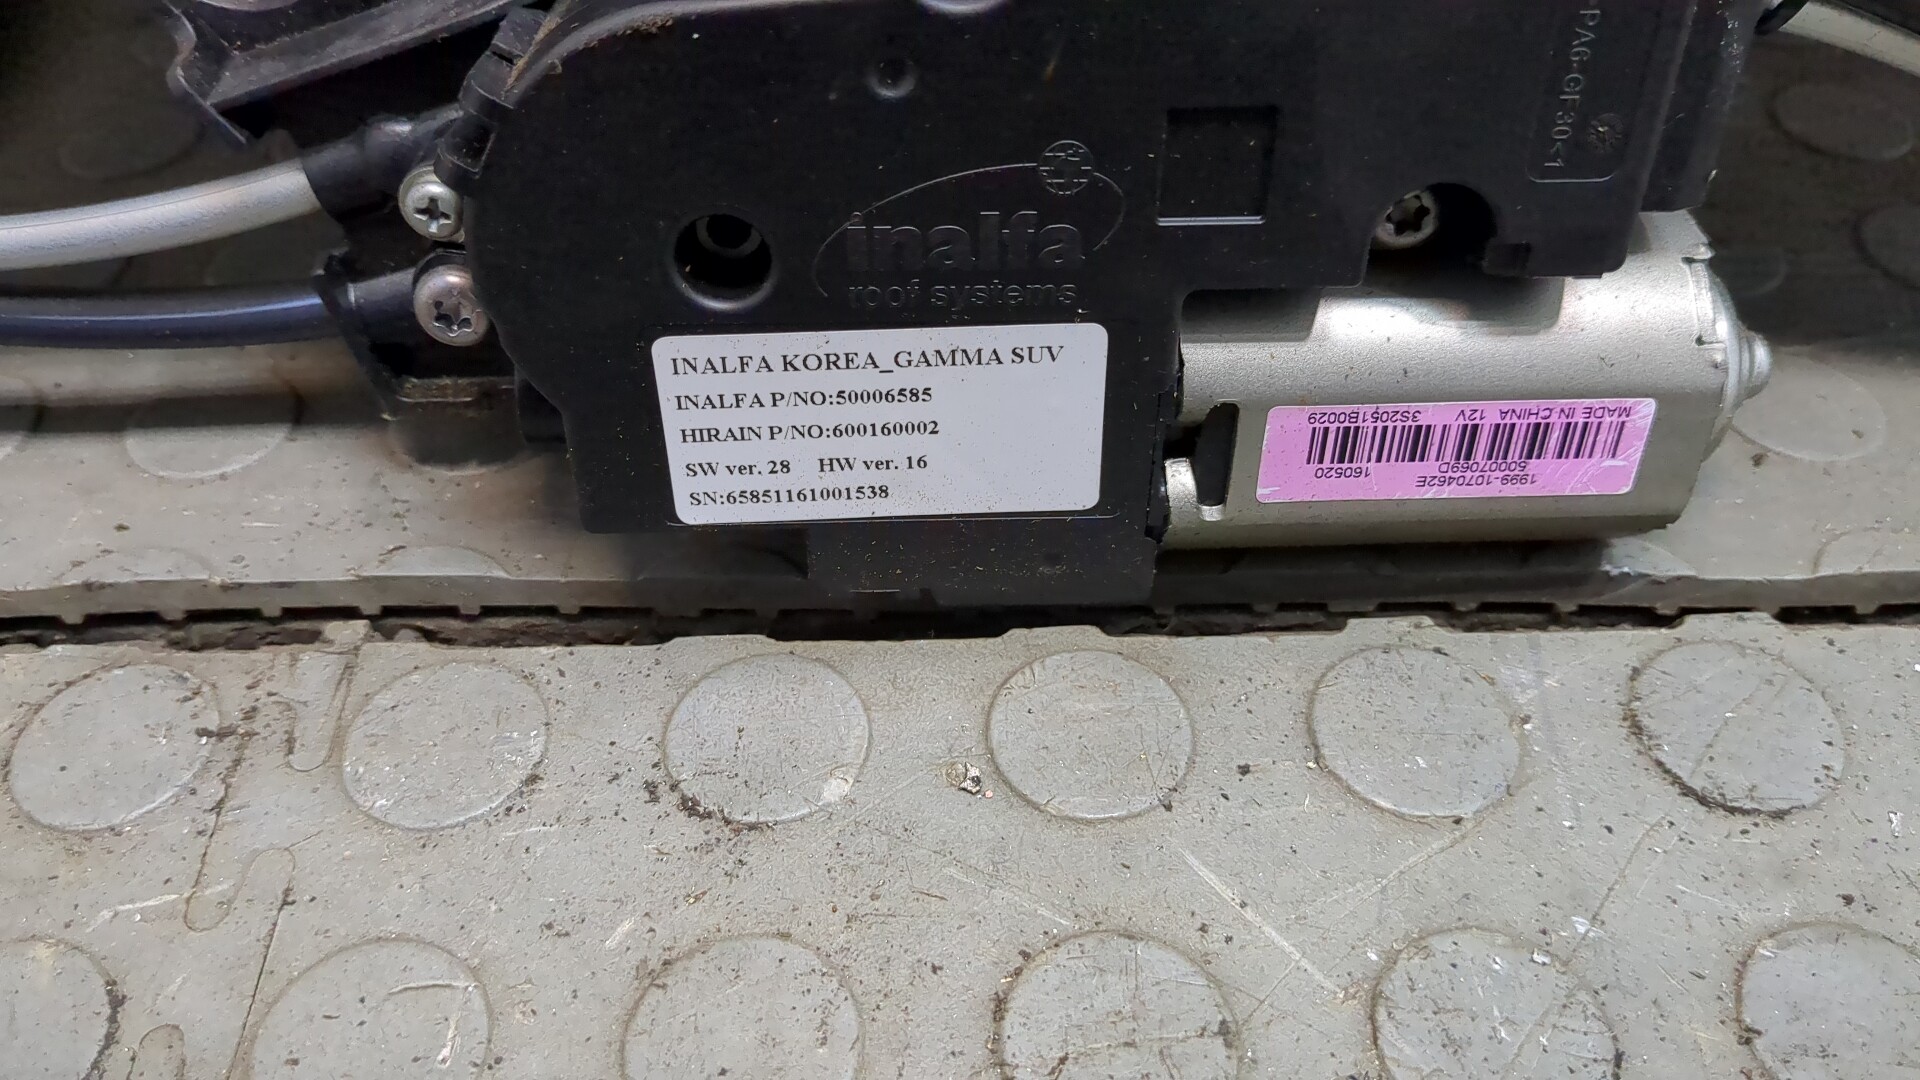 PA6-GF30<1
inalfa
roof systems
INALFA KOREA_GAMMA SUV
INALFA P/NO:50006585
HIRAIN P/NO:600160002
SW ver. 28 HW ver. 16
SN:65851161001538
1999-1070462E
50007069D 160520
MADE IN CHINA 12V 3S2051B0029